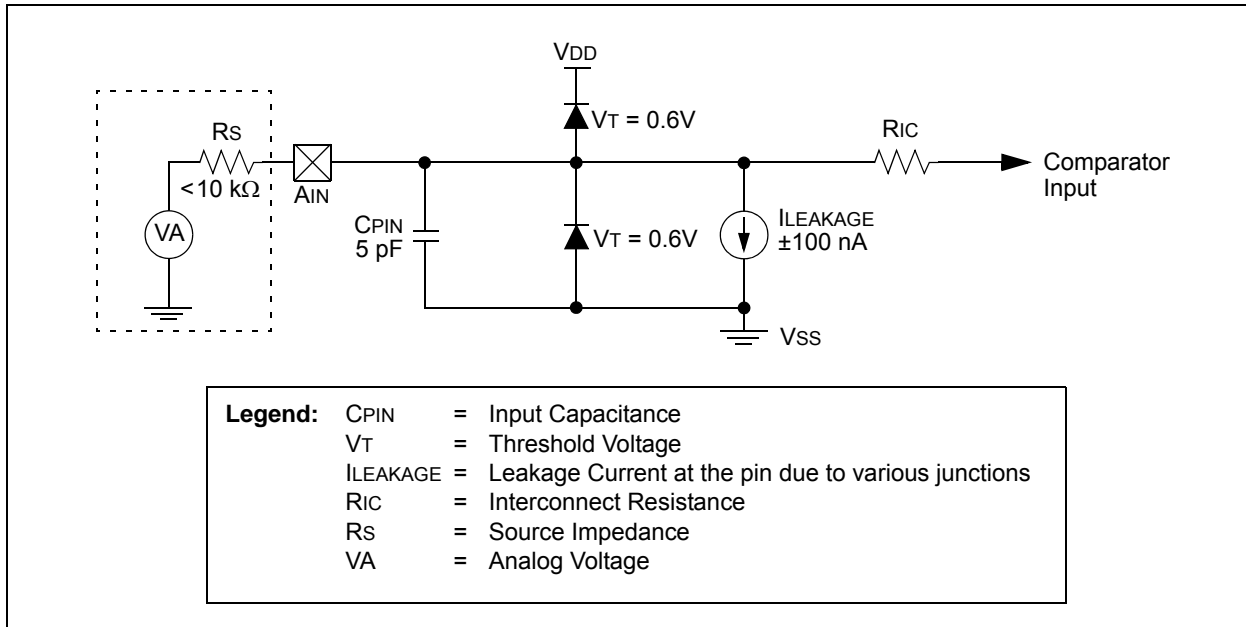 VDD
VT = 0.6V
RS
<10 kΩ
AIN
VA
CPIN
5 pF
VT = 0.6V
ILEAKAGE
±100 nA
RIC
Comparator
Input
VSS
Legend: CPIN = Input Capacitance
VT = Threshold Voltage
ILEAKAGE = Leakage Current at the pin due to various junctions
RIC = Interconnect Resistance
RS = Source Impedance
VA = Analog Voltage